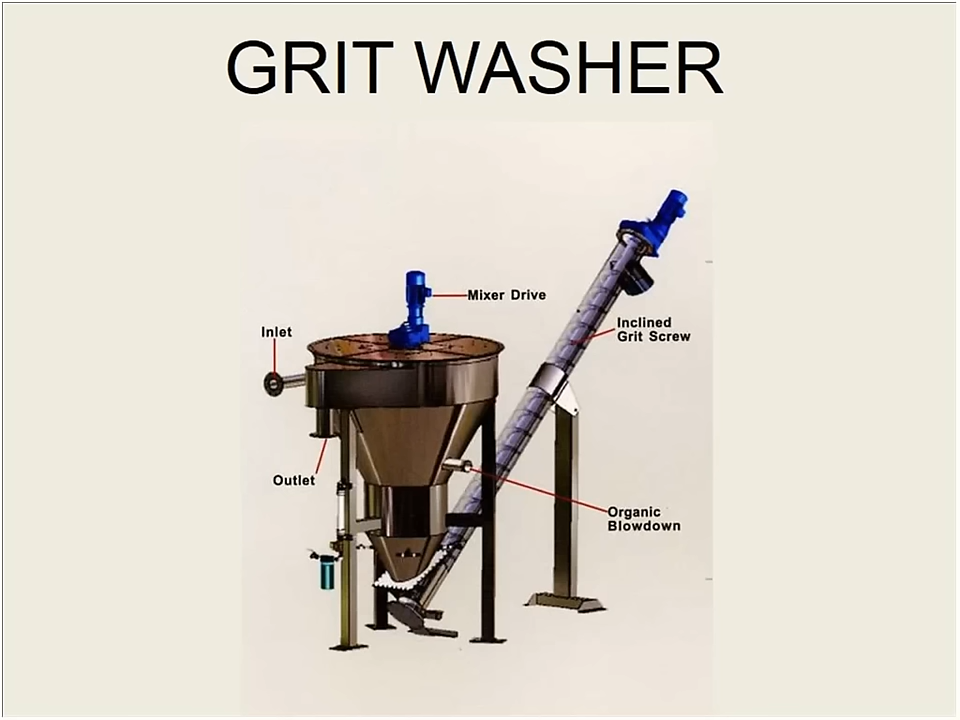 GRIT WASHER
Mixer Drive
Inlet
Inclined
Grit Screw
Outlet
Organic
Blowdown